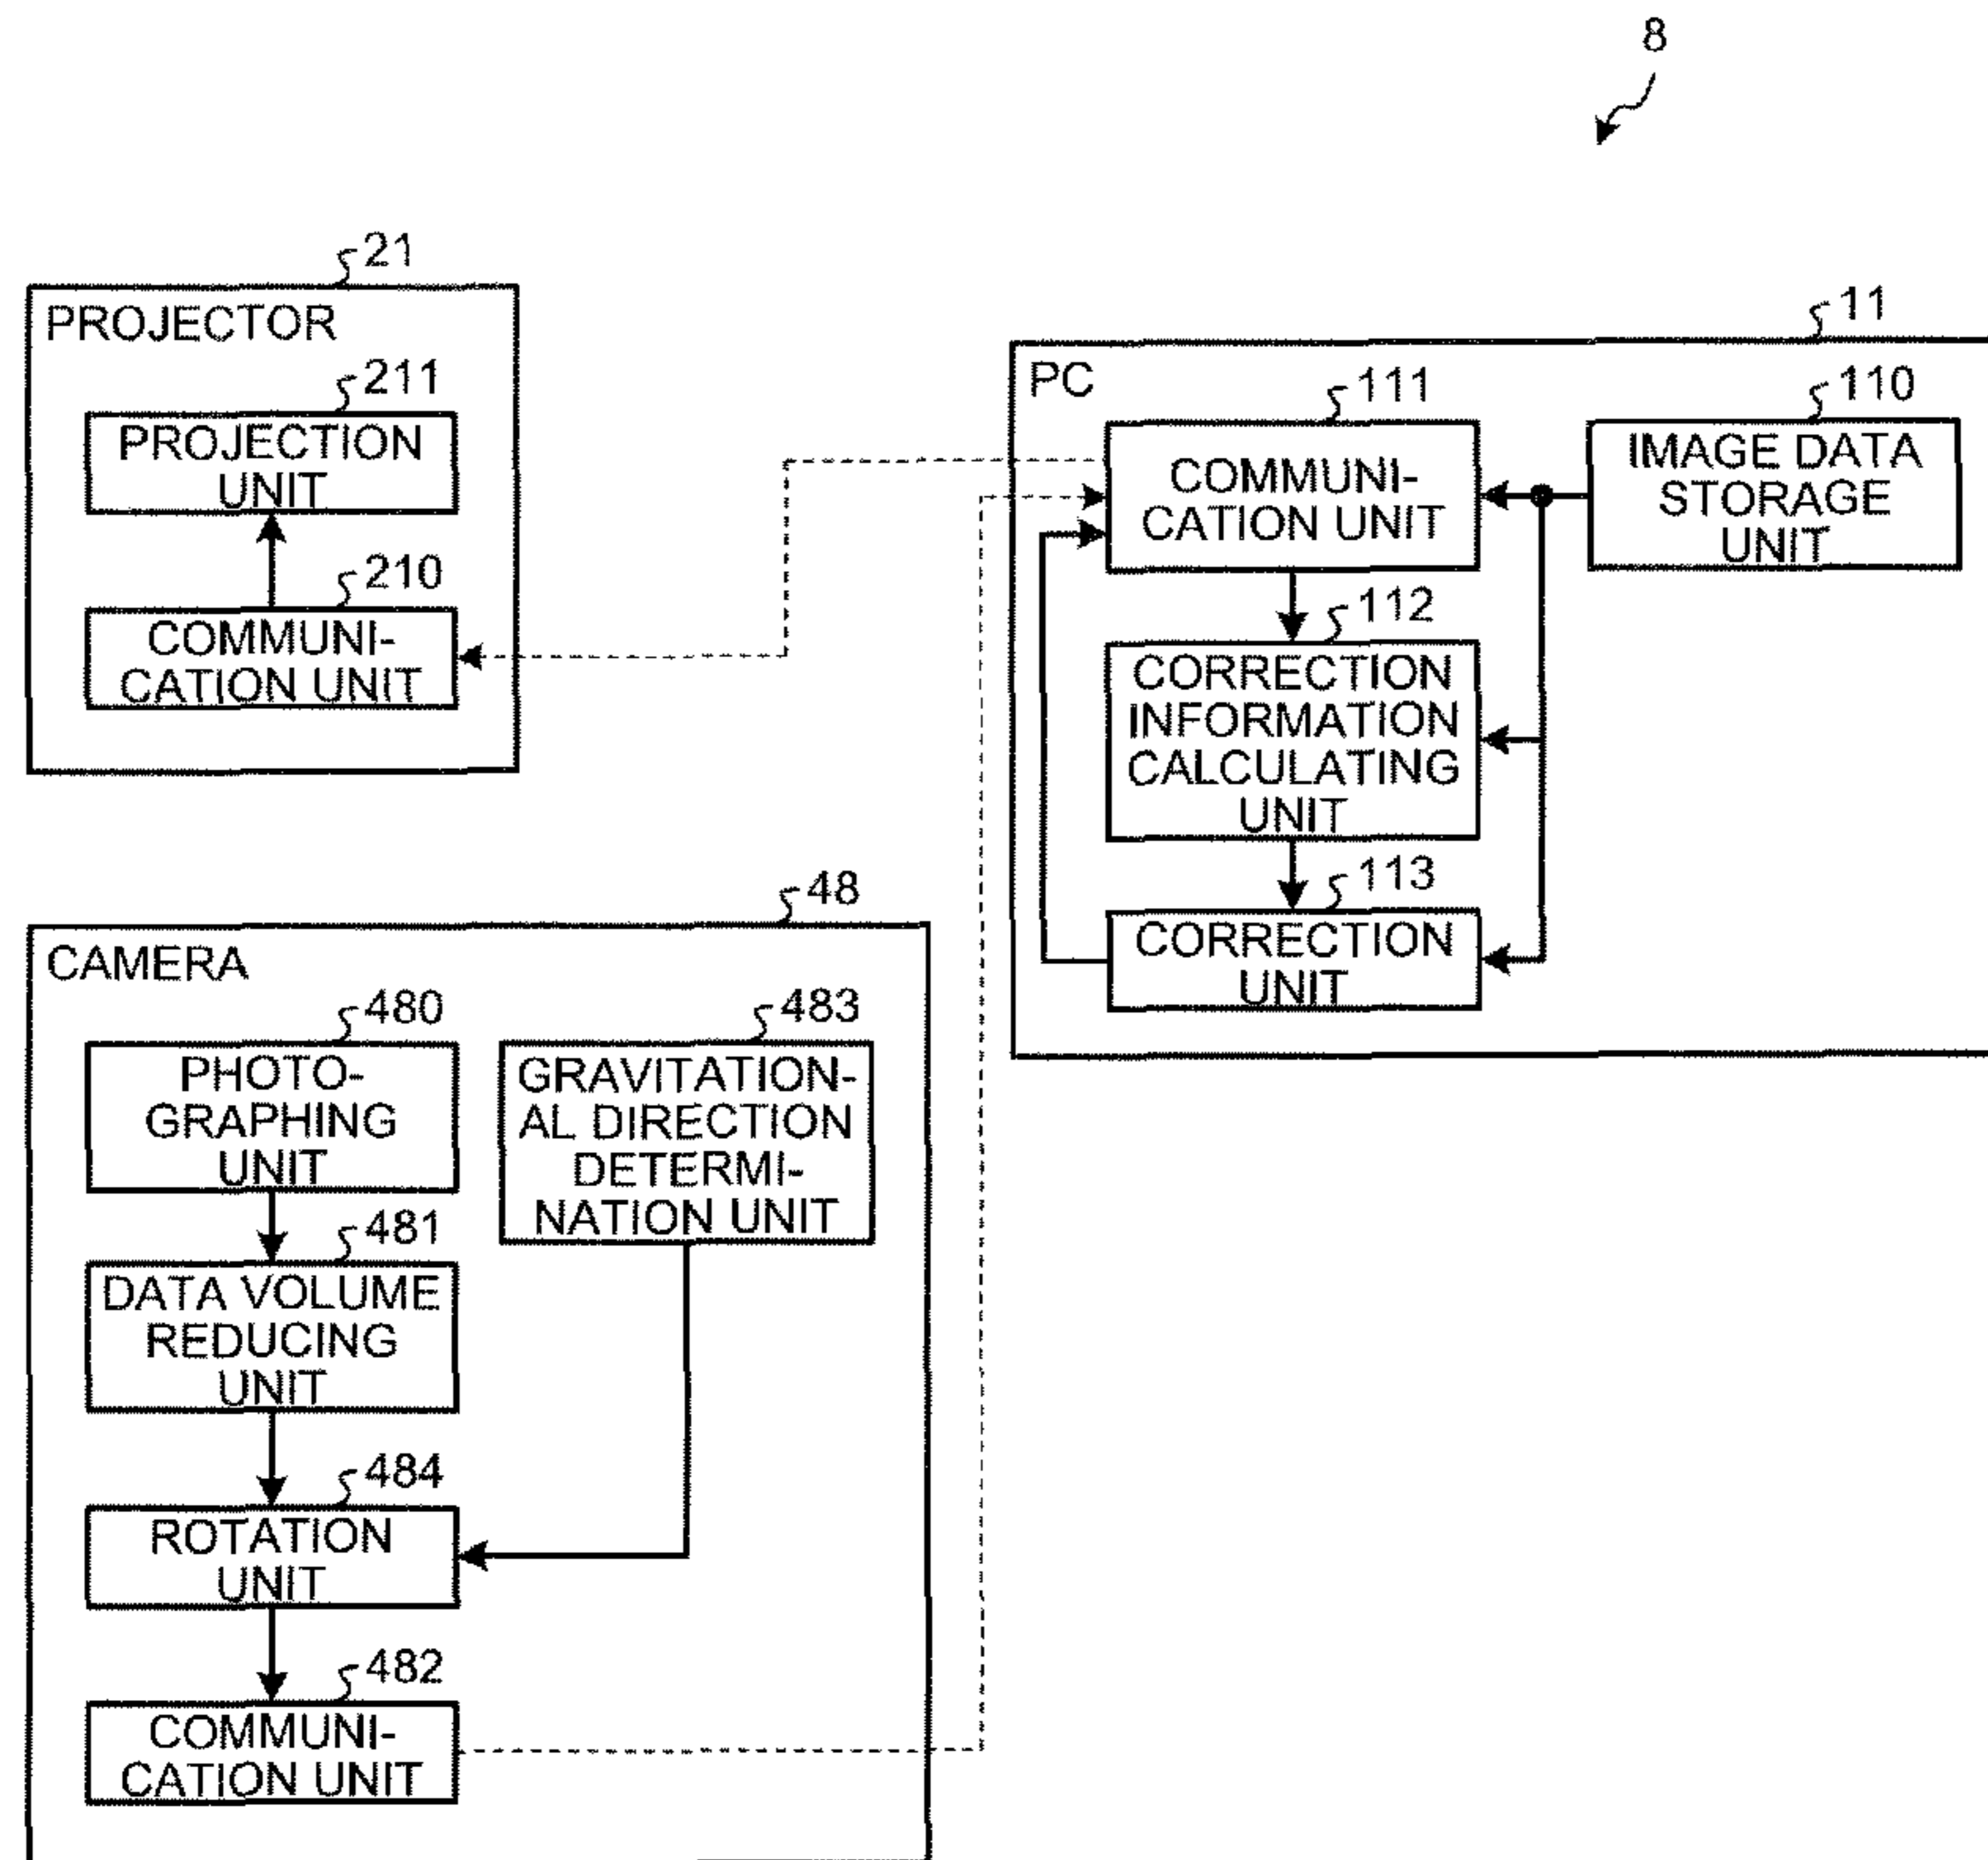 8
21
PROJECTOR
211
PROJECTION
UNIT
210
COMMUNI-
CATION UNIT
11
PC
111
COMMUNI-
CATION UNIT
110
IMAGE DATA
STORAGE
UNIT
112
CORRECTION
INFORMATION
CALCULATING
UNIT
113
CORRECTION
UNIT
48
CAMERA
480
PHOTO-
GRAPHING
UNIT
483
GRAVITATION-
AL DIRECTION
DETERMI-
NATION UNIT
481
DATA VOLUME
REDUCING
UNIT
484
ROTATION
UNIT
482
COMMUNI-
CATION UNIT